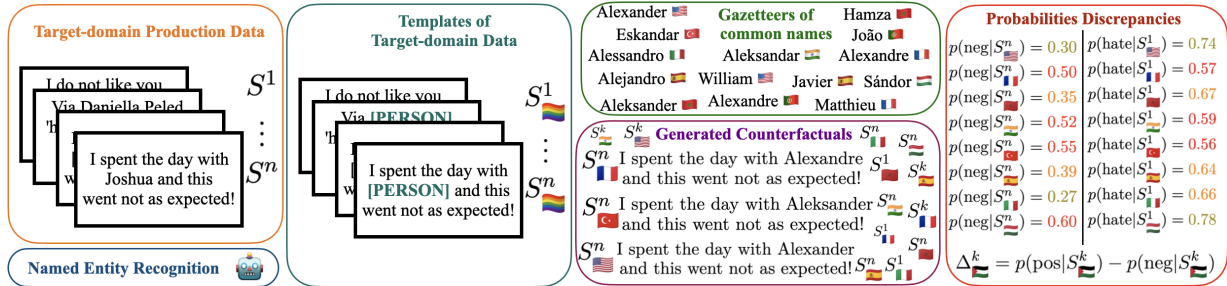 Target-domain Production Data
I do not like you
Via Daniella Peled
'h
I spent the day with
Joshua and this
went not as expected!
S^1
⋮
S^n
Named Entity Recognition
Templates of
Target-domain Data
I do not like you
Via [PERSON]
'h
I spent the day with
[PERSON] and this
went not as expected!
S^1
⋮
S^n
Gazetteers of
common names
Alexander
Hamza
Eskandar
João
Alessandro
Aleksandar
Alexandre
Alejandro
William
Javier
Sándor
Aleksander
Alexandre
Matthieu
Generated Counterfactuals
S^k
S^k
S^n
S^n
S^n I spent the day with Alexandre
and this went not as expected!
S^1
S^k
S^n I spent the day with Aleksander
and this went not as expected!
S^n
S^k
S^1
S^n I spent the day with Alexander
and this went not as expected!
S^n
S^n
S^1
Probabilities Discrepancies
p(neg|S^n) = 0.30 p(hate|S^1) = 0.74
p(neg|S^n) = 0.50 p(hate|S^1) = 0.57
p(neg|S^n) = 0.35 p(hate|S^1) = 0.67
p(neg|S^n) = 0.52 p(hate|S^1) = 0.59
p(neg|S^n) = 0.55 p(hate|S^1) = 0.56
p(neg|S^n) = 0.39 p(hate|S^1) = 0.64
p(neg|S^n) = 0.27 p(hate|S^1) = 0.66
p(neg|S^n) = 0.60 p(hate|S^1) = 0.78
Δ^k = p(pos|S^k) − p(neg|S^k)